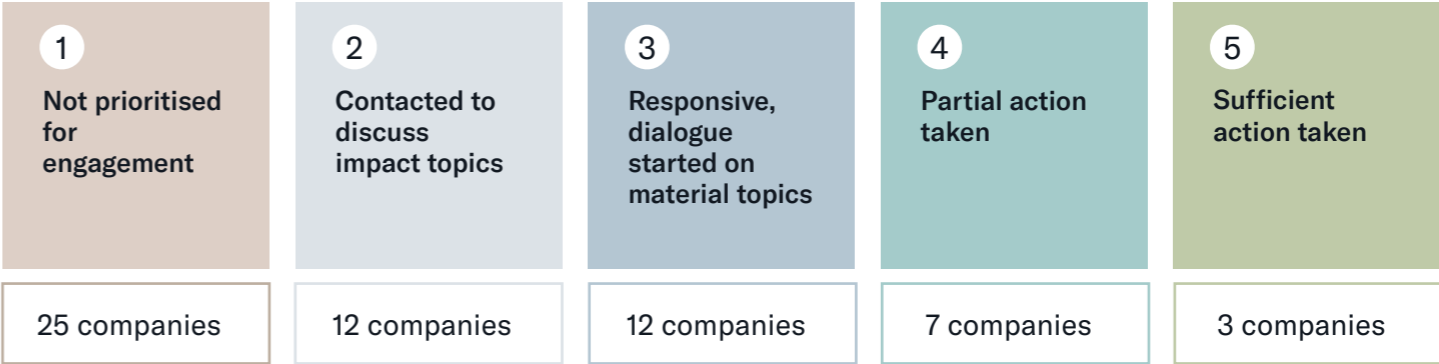 1
Not prioritised
for
engagement
25 companies
2
Contacted to
discuss
impact topics
12 companies
3
Responsive,
dialogue
started on
material topics
12 companies
4
Partial action
taken
7 companies
5
Sufficient
action taken
3 companies